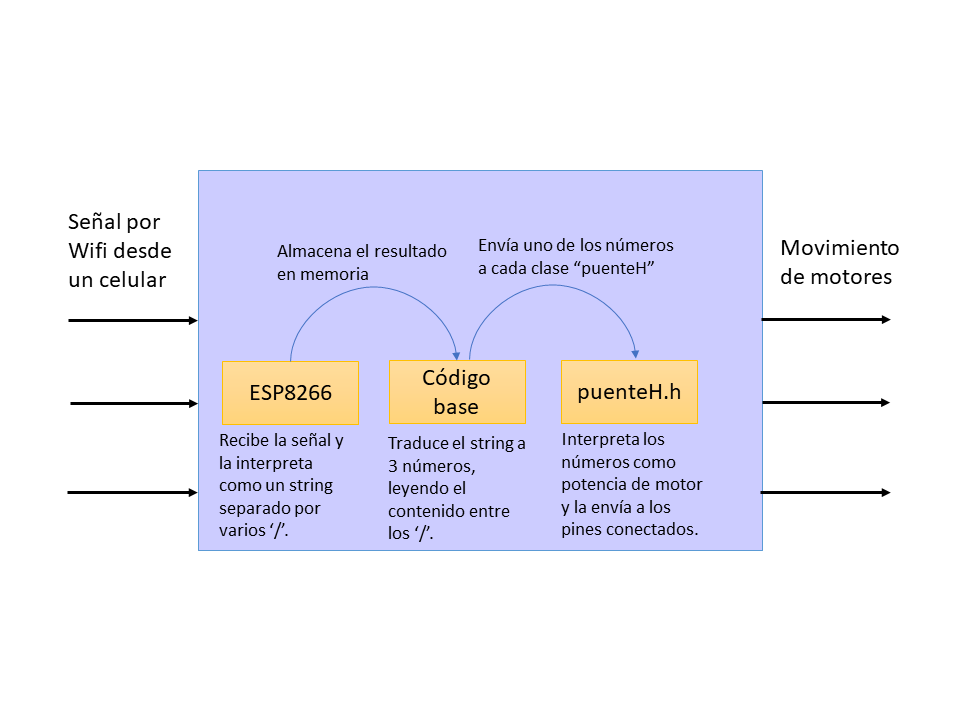 Señal por
Wifi desde
un celular
Almacena el resultado
en memoria
Envía uno de los números
a cada clase “puenteH”
Movimiento
de motores
ESP8266
Código
base
puenteH.h
Recibe la señal y
la interpreta
como un string
separado por
varios ‘/’.
Traduce el string a
3 números,
leyendo el
contenido entre
los ‘/’.
Interpreta los
números como
potencia de motor
y la envía a los
pines conectados.